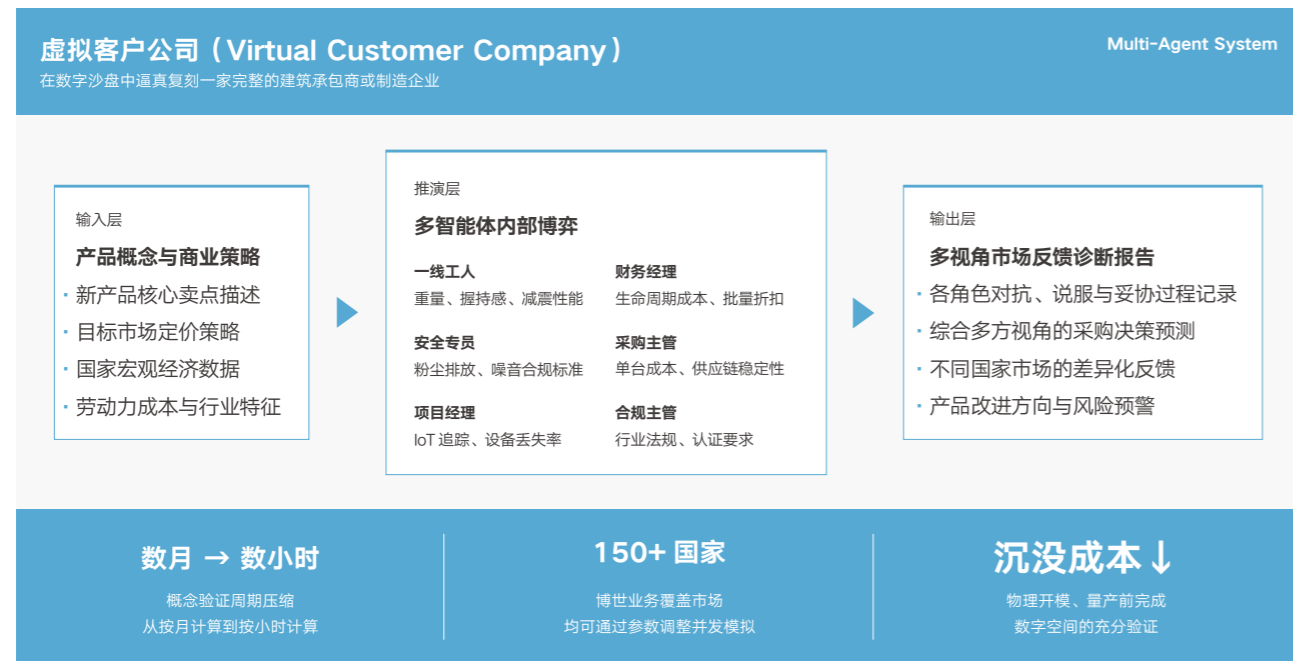 虚拟客户公司（Virtual Customer Company）
在数字沙盘中逼真复刻一家完整的建筑承包商或制造企业
Multi-Agent System
输入层
产品概念与商业策略
· 新产品核心卖点描述
· 目标市场定价策略
· 国家宏观经济数据
· 劳动力成本与行业特征
推演层
多智能体内部博弈
一线工人
重量、握持感、减震性能
财务经理
生命周期成本、批量折扣
安全专员
粉尘排放、噪音合规标准
采购主管
单台成本、供应链稳定性
项目经理
IoT 追踪、设备丢失率
合规主管
行业法规、认证要求
输出层
多视角市场反馈诊断报告
· 各角色对抗、说服与妥协过程记录
· 综合多方视角的采购决策预测
· 不同国家市场的差异化反馈
· 产品改进方向与风险预警
数月 → 数小时
概念验证周期压缩
从按月计算到按小时计算
150+ 国家
博世业务覆盖市场
均可通过参数调整并发模拟
沉没成本↓
物理开模、量产前完成
数字空间的充分验证